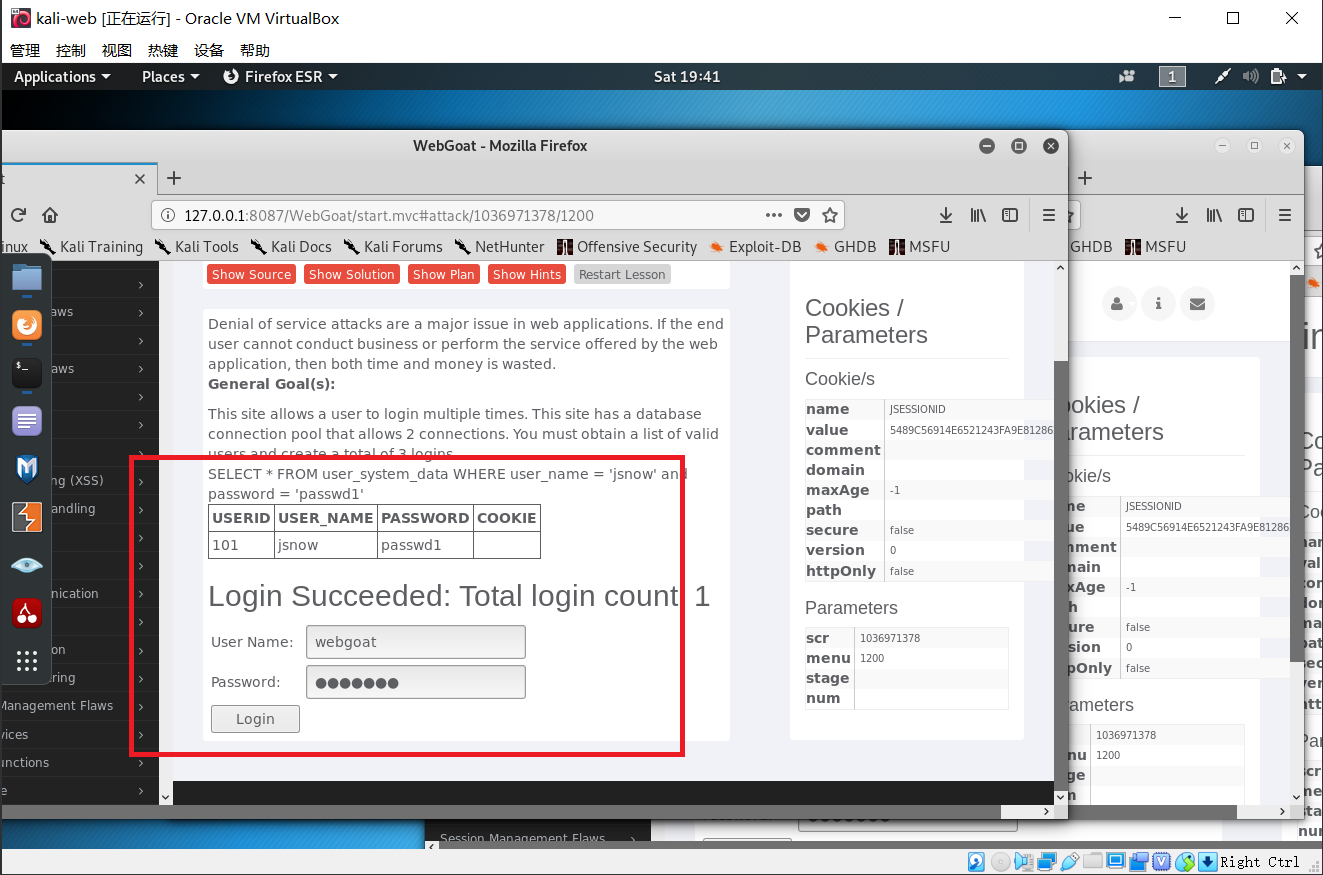 kali-web [正在运行] - Oracle VM VirtualBox
管理 控制 视图 热键 设备 帮助
Applications Places Firefox ESR Sat 19:41 1
WebGoat - Mozilla Firefox
127.0.0.1:8087/WebGoat/start.mvc#attack/1036971378/1200
inux Kali Training Kali Tools Kali Docs Kali Forums NetHunter Offensive Security Exploit-DB GHDB MSFU
GHDB MSFU
aws
aws
ng (XSS)
andling
nication
on
ering
Management Flaws
vices
unctions
e
Show Source Show Solution Show Plan Show Hints Restart Lesson
Denial of service attacks are a major issue in web applications. If the end
user cannot conduct business or perform the service offered by the web
application, then both time and money is wasted.
General Goal(s):
This site allows a user to login multiple times. This site has a database
connection pool that allows 2 connections. You must obtain a list of valid
users and create a total of 3 logins.
SELECT * FROM user_system_data WHERE user_name = 'jsnow' and
password = 'passwd1'
USERID USER_NAME PASSWORD COOKIE
101 jsnow passwd1
Login Succeeded: Total login count: 1
User Name: webgoat
Password: ●●●●●●●
Login
Cookies /
Parameters
Cookie/s
name JSESSIONID
value 5489C56914E6521243FA9E81286
comment
domain
maxAge -1
path
secure false
version 0
httpOnly false
Parameters
scr 1036971378
menu 1200
stage
num
ookies /
rameters
okie/s
me JSESSIONID
ue 5489C56914E6521243FA9E81286
mment
main
xAge -1
h
ure false
sion 0
pOnly false
rameters
1036971378
nu 1200
ge
m
Session Management Flaws
Right Ctrl